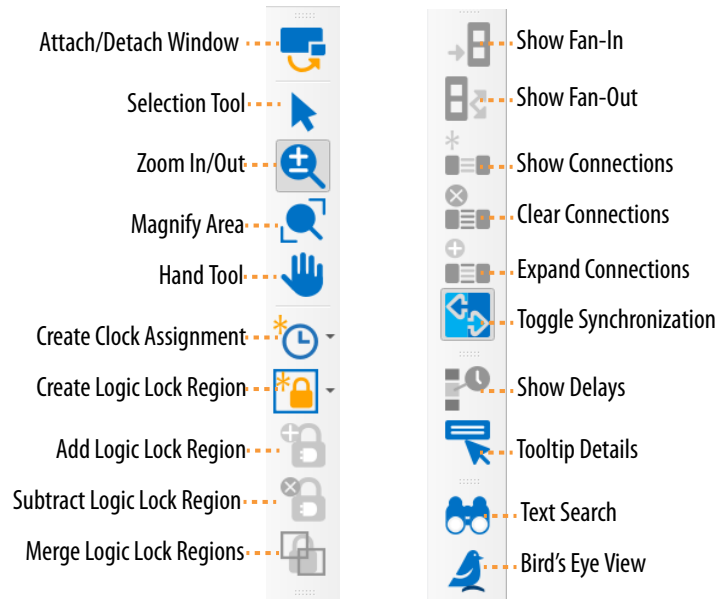 Attach/Detach Window
Selection Tool
Zoom In/Out
Magnify Area
Hand Tool
Create Clock Assignment
Create Logic Lock Region
Add Logic Lock Region
Subtract Logic Lock Region
Merge Logic Lock Regions
Show Fan-In
Show Fan-Out
Show Connections
Clear Connections
Expand Connections
Toggle Synchronization
Show Delays
Tooltip Details
Text Search
Bird's Eye View